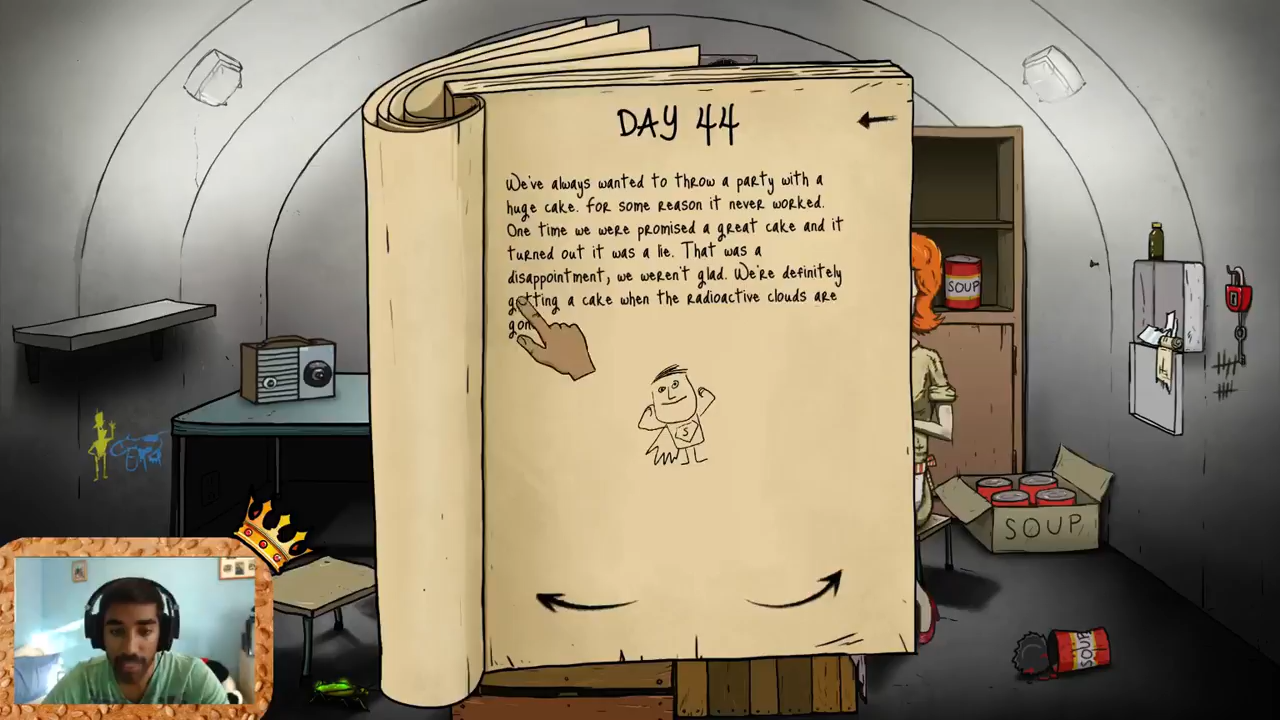 DAY 44
We've always wanted to throw a party with a
huge cake. For some reason it never worked.
One time we were promised a great cake and it
turned out it was a lie. That was a
disappointment, we weren't glad. We're definitely
getting a cake when the radioactive clouds are
gon
S
SOUP
SOUP
SOUP